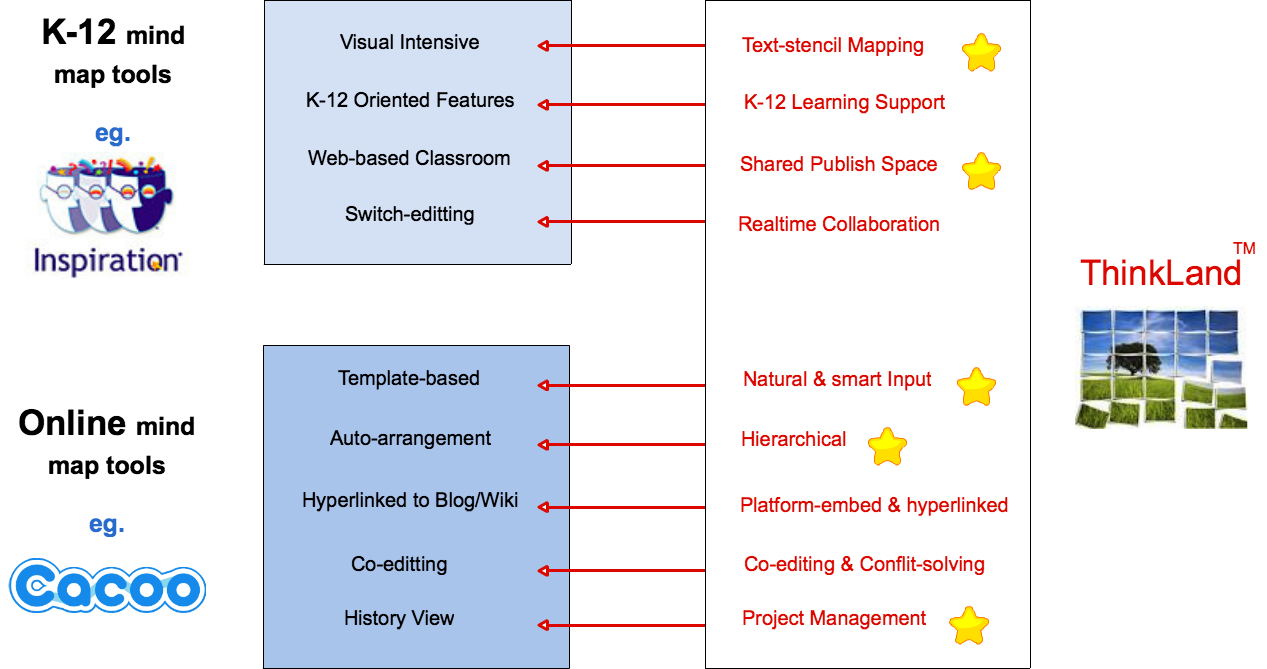 K-12 mind
map tools
eg.
Inspiration
Visual Intensive
K-12 Oriented Features
Web-based Classroom
Switch-editting
Text-stencil Mapping
K-12 Learning Support
Shared Publish Space
Realtime Collaboration
ThinkLand TM
Online mind
map tools
eg.
Cacoo
Template-based
Auto-arrangement
Hyperlinked to Blog/Wiki
Co-editting
History View
Natural & smart Input
Hierarchical
Platform-embed & hyperlinked
Co-editing & Conflit-solving
Project Management